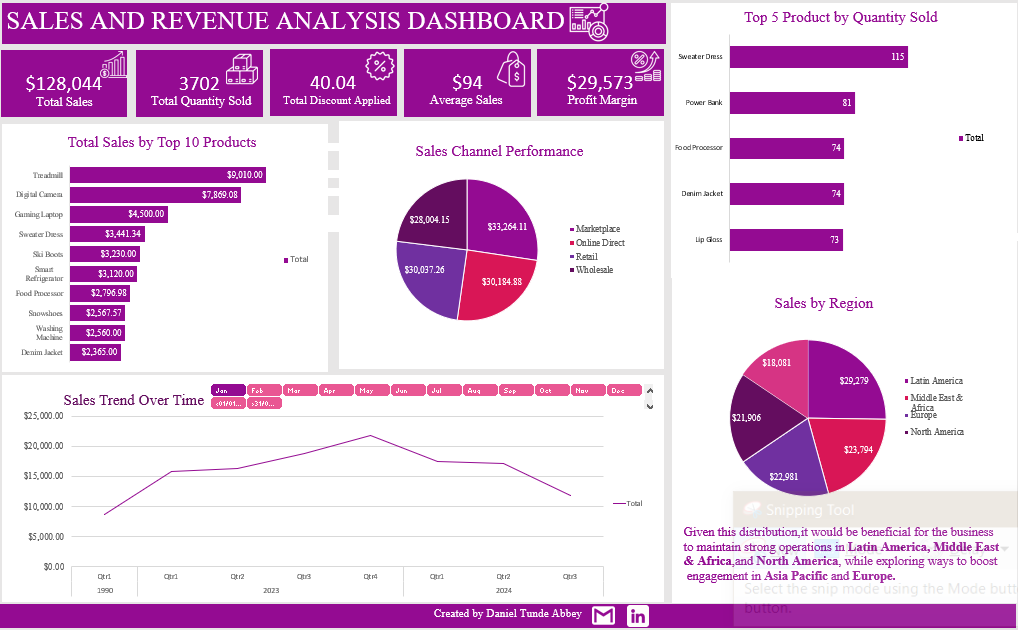 SALES AND REVENUE ANALYSIS DASHBOARD
$128,044
Total Sales
3702
Total Quantity Sold
40.04
Total Discount Applied
$94
Average Sales
$29,573
Profit Margin
Total Sales by Top 10 Products
Treadmill
$9,010.00
Digital Camera
$7,869.08
Gaming Laptop
$4,500.00
Sweater Dress
$3,441.34
Ski Boots
$3,230.00
Smart
Refrigerator
$3,120.00
Food Processor
$2,796.98
Snowshoes
$2,567.57
Washing
Machine
$2,560.00
Denim Jacket
$2,365.00
Total
Sales Channel Performance
$28,004.15
$33,264.11
$30,037.26
$30,184.88
Marketplace
Online Direct
Retail
Wholesale
Top 5 Product by Quantity Sold
Sweater Dress
115
Power Bank
81
Food Processor
74
Denim Jacket
74
Lip Gloss
73
Total
Sales by Region
$18,081
$29,279
$21,906
$23,794
$22,981
Latin America
Middle East &
Africa
Europe
North America
Sales Trend Over Time
Jan Feb Mar Apr May Jun Jul Aug Sep Oct Nov Dec
<01/01... >31/0...
$25,000.00
$20,000.00
$15,000.00
$10,000.00
$5,000.00
$0.00
Qtr1 Qtr1 Qtr2 Qtr3 Qtr4 Qtr1 Qtr2 Qtr3
1990 2023 2024
Total
Snipping Tool
Given this distribution,it would be beneficial for the business
to maintain strong operations in Latin America, Middle East
& Africa,and North America, while exploring ways to boost
engagement in Asia Pacific and Europe.
Select the snip mode using the Mode butt
button.
Created by Daniel Tunde Abbey
in